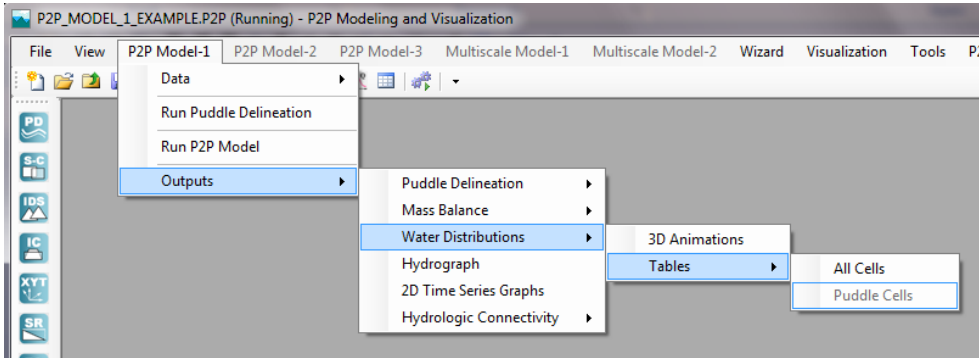 P2P_MODEL_1_EXAMPLE.P2P (Running) - P2P Modeling and Visualization
File View P2P Model-1 P2P Model-2 P2P Model-3 Multiscale Model-1 Multiscale Model-2 Wizard Visualization Tools
Data
Run Puddle Delineation
Run P2P Model
Outputs
Puddle Delineation
Mass Balance
Water Distributions
Hydrograph
2D Time Series Graphs
Hydrologic Connectivity
3D Animations
Tables
All Cells
Puddle Cells
PD
S-C
IDS
IC
XYT
SR